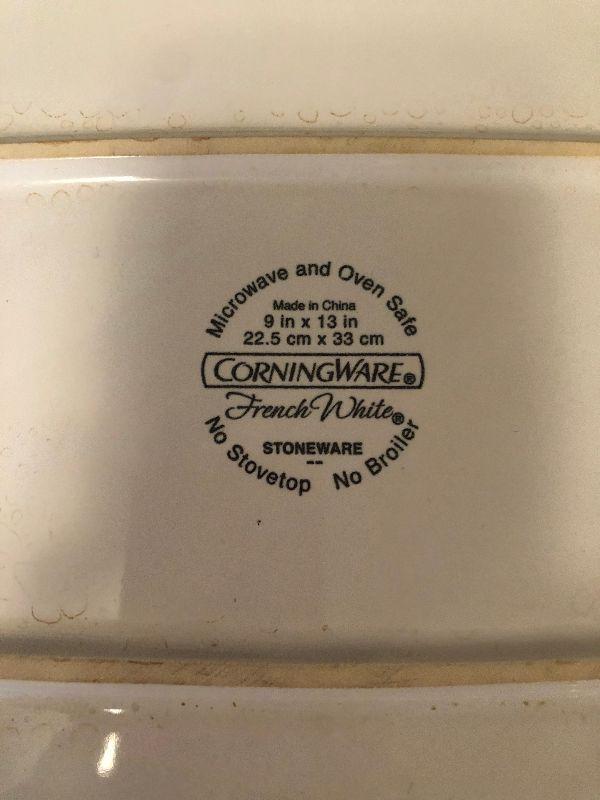 Microwave and Oven Safe
Made in China
9 in x 13 in
22.5 cm x 33 cm
CORNINGWARE®
French White®
STONEWARE
--
No Stovetop No Broiler